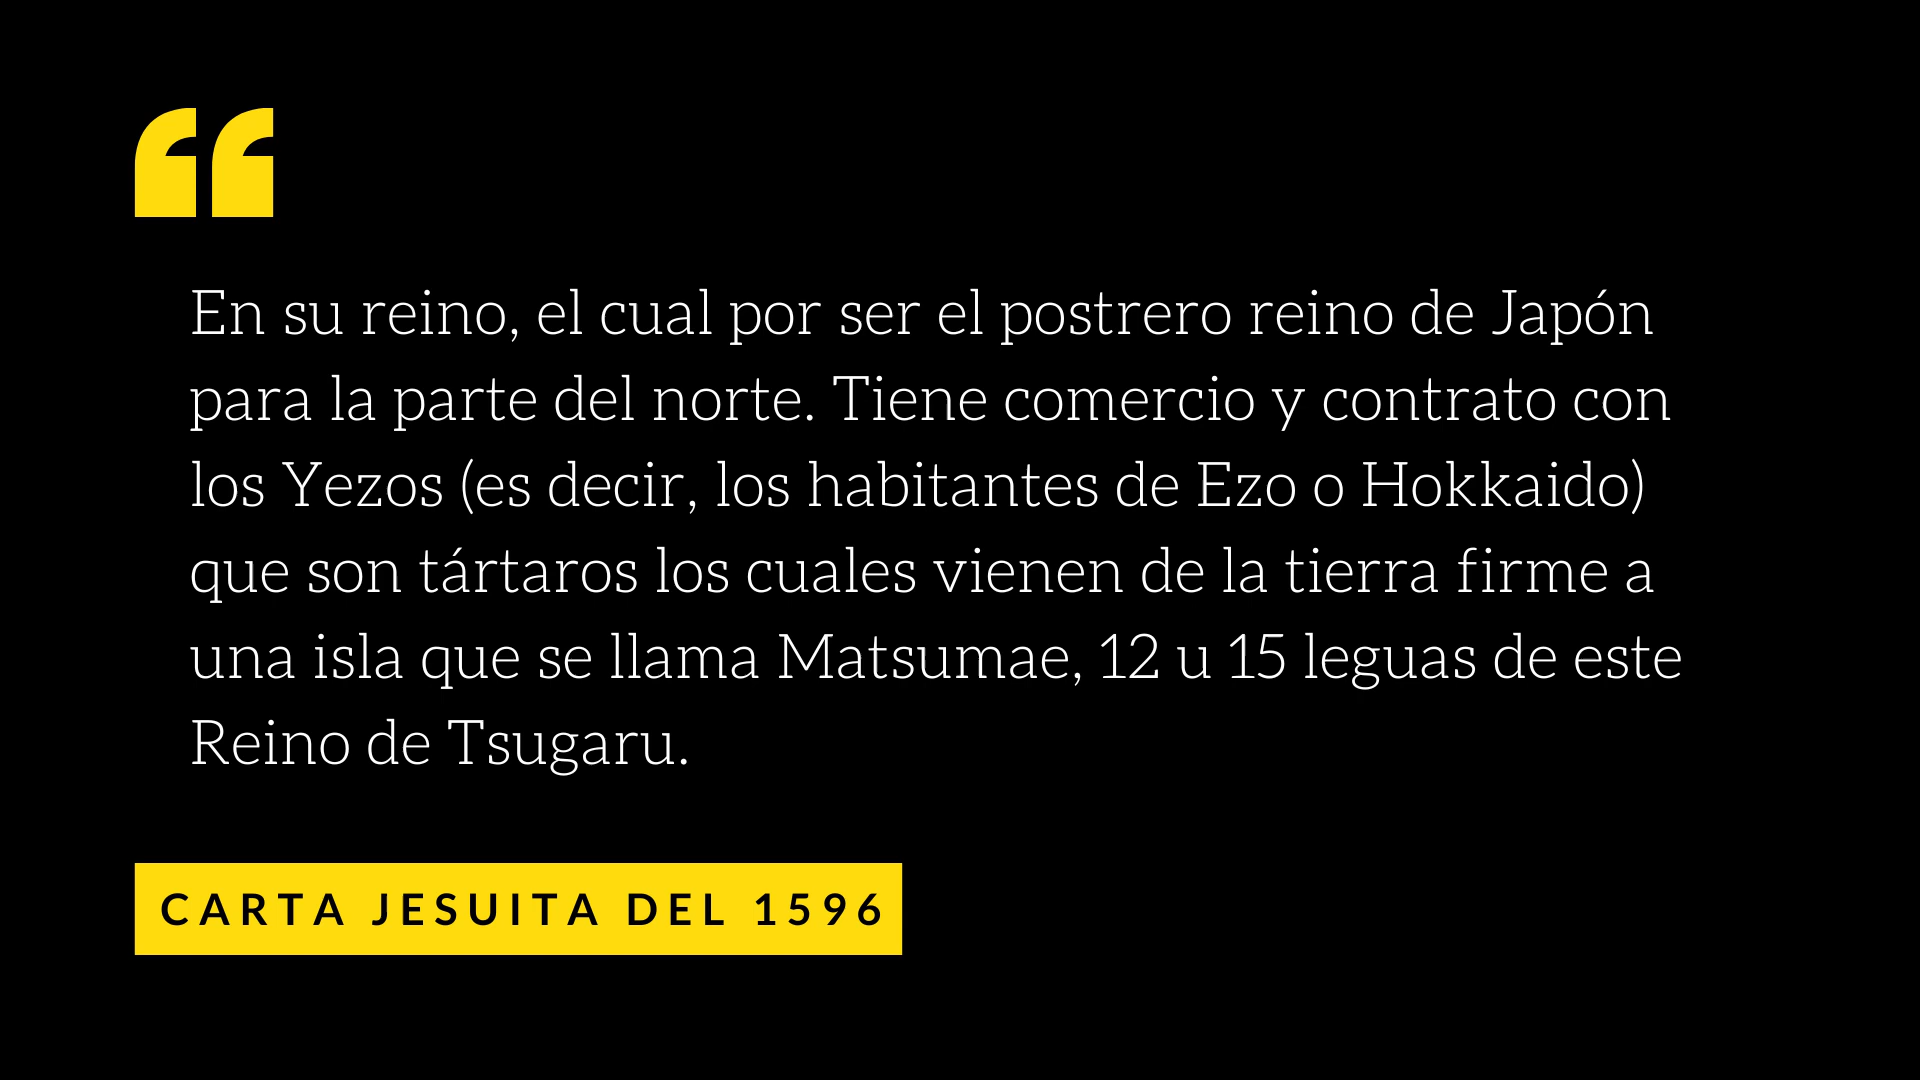 “
En su reino, el cual por ser el postrero reino de Japón
para la parte del norte. Tiene comercio y contrato con
los Yezos (es decir, los habitantes de Ezo o Hokkaido)
que son tártaros los cuales vienen de la tierra firme a
una isla que se llama Matsumae, 12 u 15 leguas de este
Reino de Tsugaru.
CARTA JESUITA DEL 1596